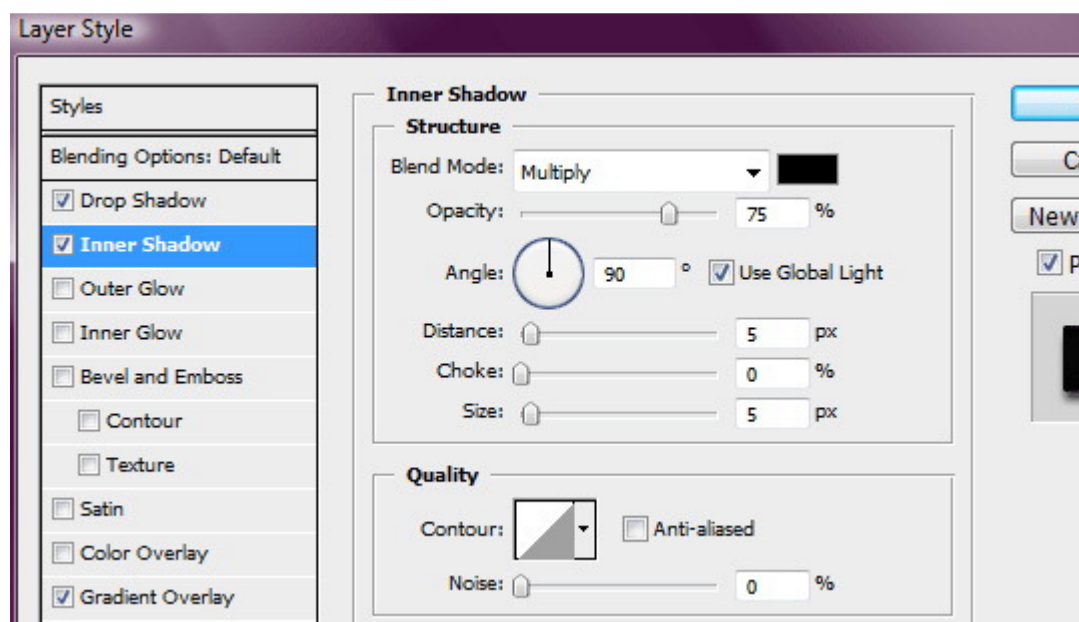 Layer Style
Styles
Blending Options: Default
Drop Shadow
Inner Shadow
Outer Glow
Inner Glow
Bevel and Emboss
Contour
Texture
Satin
Color Overlay
Gradient Overlay
Inner Shadow
Structure
Blend Mode: Multiply
Opacity: 75 %
Angle: 90 ° Use Global Light
Distance: 5 px
Choke: 0 %
Size: 5 px
Quality
Contour: Anti-aliased
Noise: 0 %
New